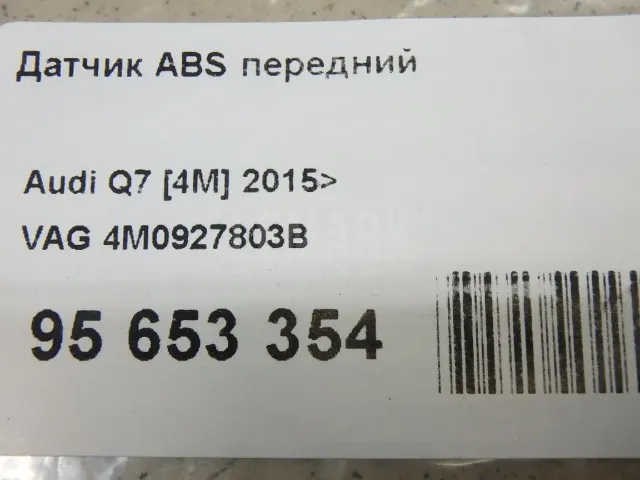 Датчик ABS передний
Audi Q7 [4M] 2015>
VAG 4M0927803B
95 653 354